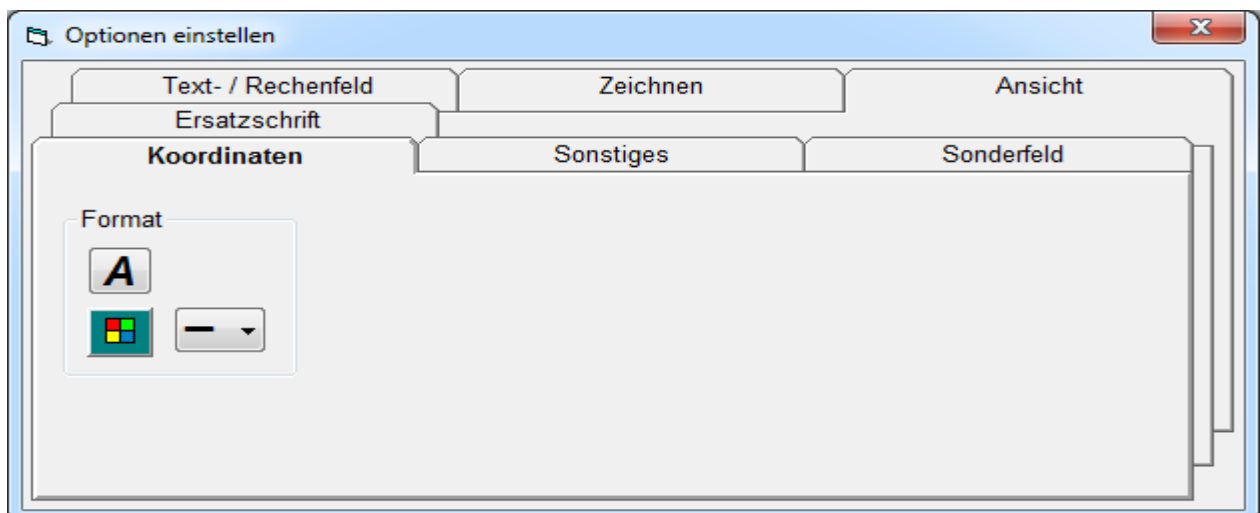 Optionen einstellen
Text- / Rechenfeld Zeichnen Ansicht
Ersatzschrift
Koordinaten Sonstiges Sonderfeld
Format
A